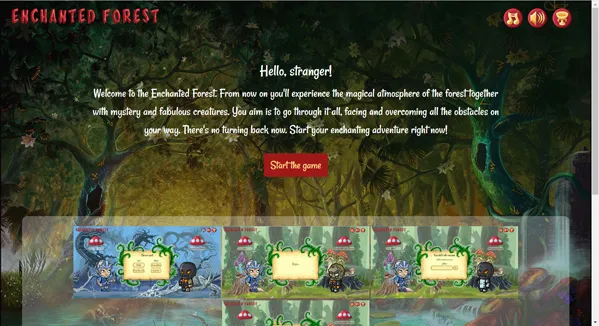 ENCHANTED FOREST
Hello, stranger!
Welcome to the Enchanted Forest. From now on you'll experience the magical atmosphere of the forest together
with mystery and fabulous creatures. You aim is to go through it all, facing and overcoming all the obstacles on
your way. There's no turning back now. Start your enchanting adventure right now!
Start the game